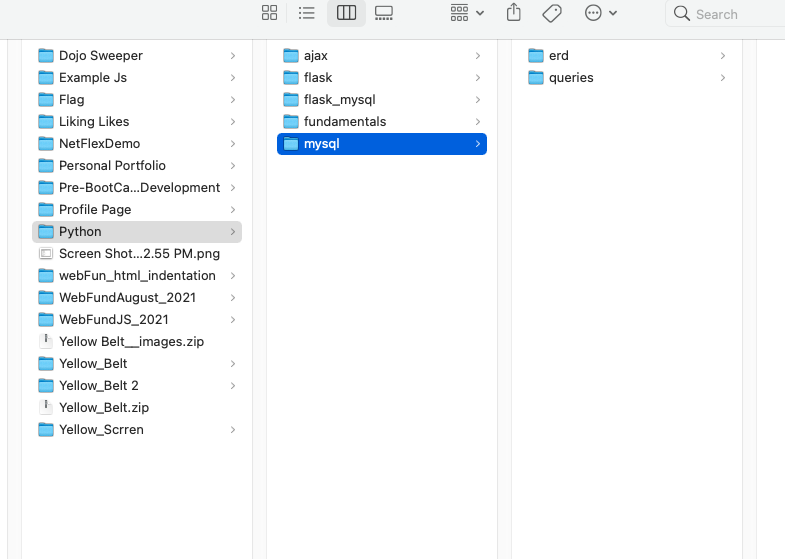 Search
Dojo Sweeper
Example Js
Flag
Liking Likes
NetFlexDemo
Personal Portfolio
Pre-BootCa...Development
Profile Page
Python
Screen Shot...2.55 PM.png
webFun_html_indentation
WebFundAugust_2021
WebFundJS_2021
Yellow Belt__images.zip
Yellow_Belt
Yellow_Belt 2
Yellow_Belt.zip
Yellow_Scrren
ajax
flask
flask_mysql
fundamentals
mysql
erd
queries